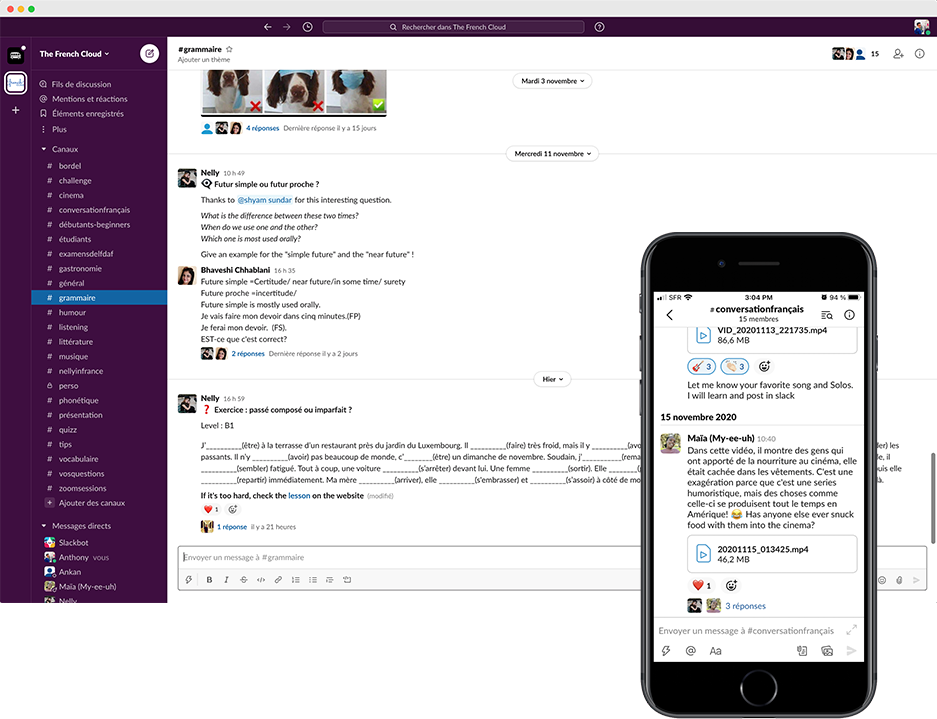 Rechercher dans The French Cloud
The French Cloud
Fils de discussion
Mentions et réactions
Éléments enregistrés
Plus
Canaux
# bordel
# challenge
# cinema
# conversationfrançais
# débutants-beginners
# étudiants
# examensdelfdaf
# gastronomie
# général
# grammaire
# humour
# listening
# littérature
# musique
# nellyinfrance
perso
# phonétique
# présentation
# quizz
# tips
# vocabulaire
# vosquestions
# zoomsessions
+ Ajouter des canaux
Messages directs
Slackbot
Anthony vous
Ankan
Maïa (My-ee-uh)
Nelly
#grammaire
Ajouter un thème
15
Mardi 3 novembre
4 réponses Dernière réponse il y a 15 jours
Mercredi 11 novembre
Nelly 10 h 49
Futur simple ou futur proche ?
Thanks to @shyam sundar for this interesting question.
What is the difference between these two times?
When do we use one and the other?
Which one is most used orally?
Give an example for the "simple future" and the "near future" !
Bhaveshi Chhablani 16 h 35
Future simple =Certitude/ near future/in some time/ surety
Future proche =incertitude/
Future simple is mostly used orally.
Je vais faire mon devoir dans cinq minutes.(FP)
Je ferai mon devoir. (FS).
EST-ce que c'est correct?
2 réponses Dernière réponse il y a 2 jours
Hier
Nelly 16 h 59
❓ Exercice : passé composé ou imparfait ?
Level : B1
J'_________(être) à la terrasse d'un restaurant près du jardin du Luxembourg. Il _________(faire) très froid, mais il y _________(avo ler) les
passants. Il n'y _________(avoir) pas beaucoup de monde, c'_________(être) un dimanche de novembre. Soudain, j'_________(rema le, il
_________(sembler) fatigué. Tout à coup, une voiture _________(s'arrêter) devant lui. Une femme _________(sortir). Elle _________( uis elle
_________(repartir) immédiatement. Ma mère _________(arriver), elle _________(s'embrasser) et _________(s'assoir) à côté de mo là.
If it's too hard, check the lesson on the website (modifié)
❤️ 1
1 réponse il y a 21 heures
Envoyer un message à #grammaire
B I S </>
SFR 3:04 PM 94 %
#conversationfrançais
15 membres
VID_20201113_221735.mp4
86,6 MB
🎸 3 👏 3
Let me know your favorite song and Solos.
I will learn and post in slack
15 novembre 2020
Maïa (My-ee-uh) 10:40
Dans cette vidéo, il montre des gens qui
ont apporté de la nourriture au cinéma, elle
était cachée dans les vêtements. C'est une
exagération parce que c'est une series
humoristique, mais des choses comme
celle-ci se produisent tout le temps en
Amérique! 😂 Has anyone else ever snuck
food with them into the cinema?
20201115_013425.mp4
46,2 MB
❤️ 1
3 réponses
Envoyer un message à #conversationfrançais
@ Aa